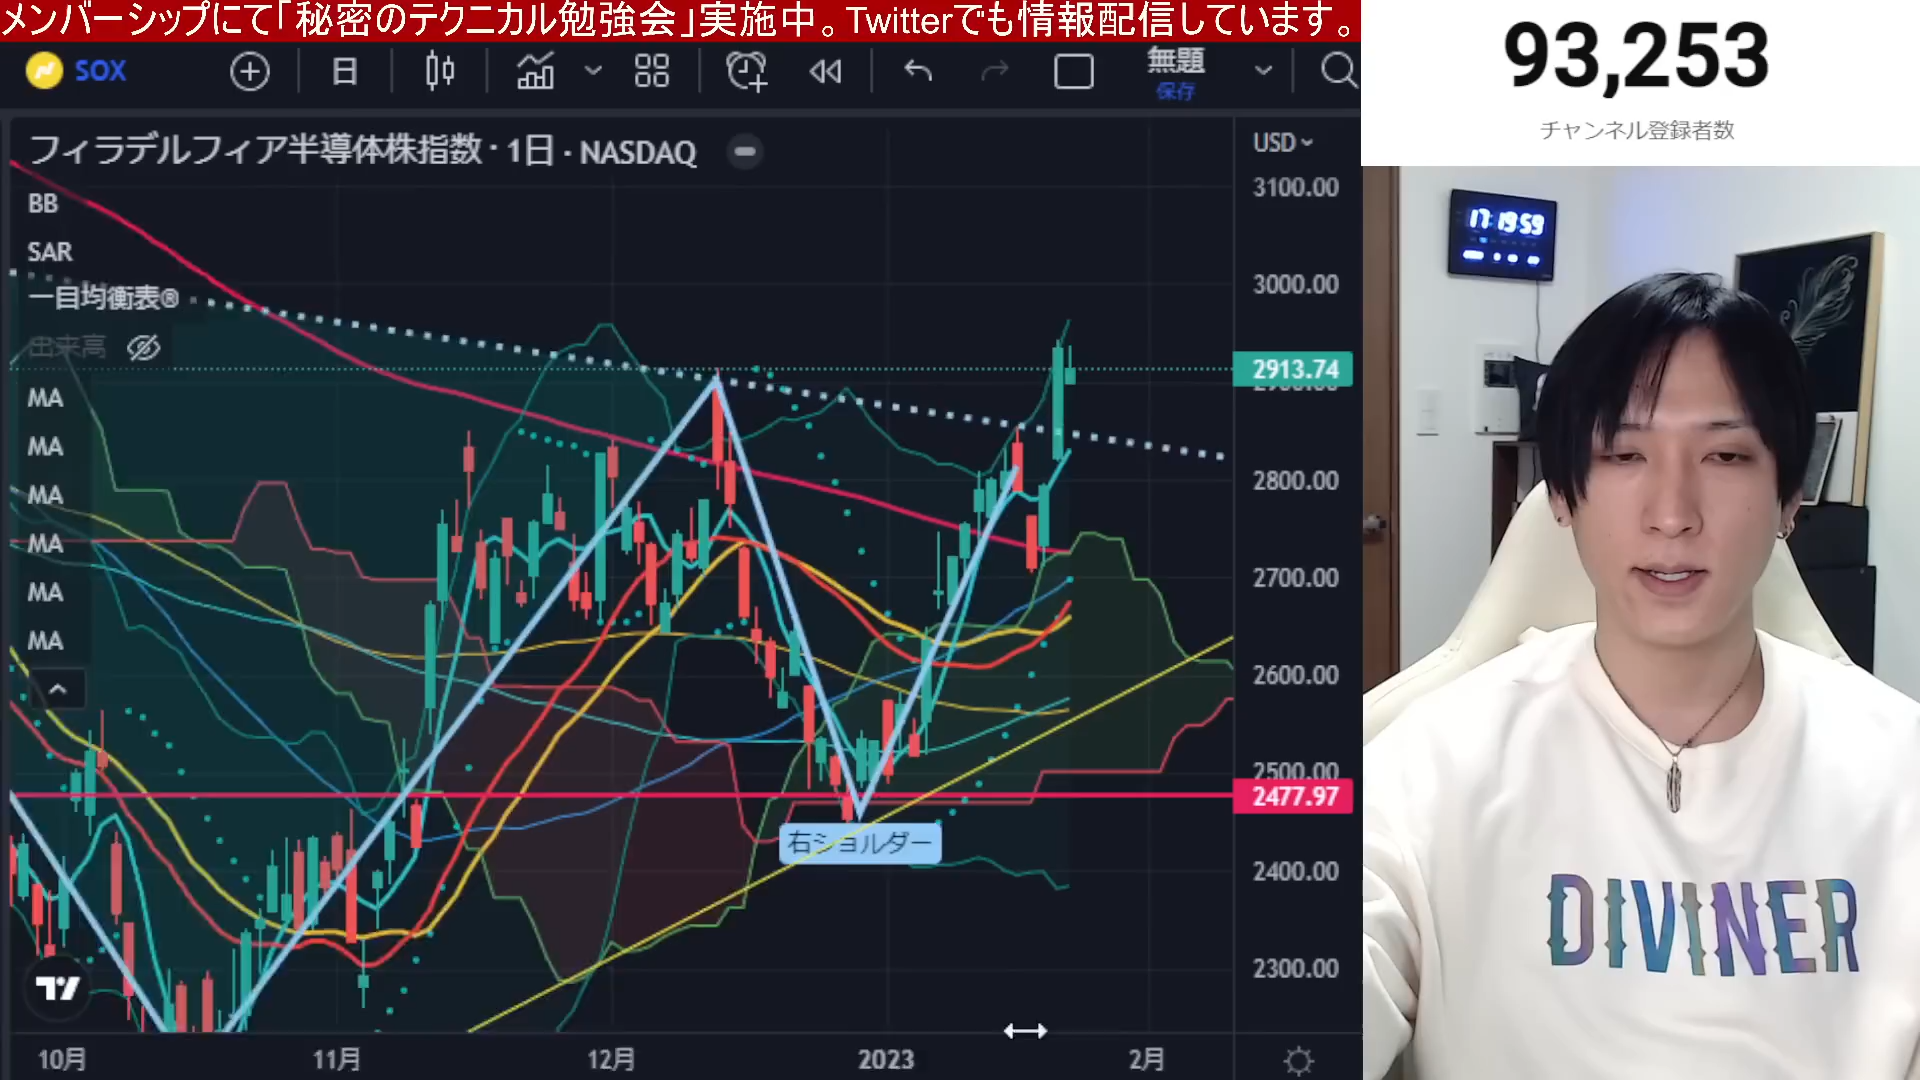 メンバーシップにて「秘密のテクニカル勉強会」実施中。Twitterでも情報配信しています。
SOX
日
無題
保存
93,253
チャンネル登録者数
フィラデルフィア半導体株指数・1日・NASDAQ
USD
BB
SAR
一目均衡表®
出来高
MA
MA
MA
MA
MA
MA
3100.00
3000.00
2913.74
2800.00
2700.00
2600.00
2500.00
2477.97
2400.00
2300.00
右ショルダー
10月
11月
12月
2023
2月
17:19:59
DIVINER